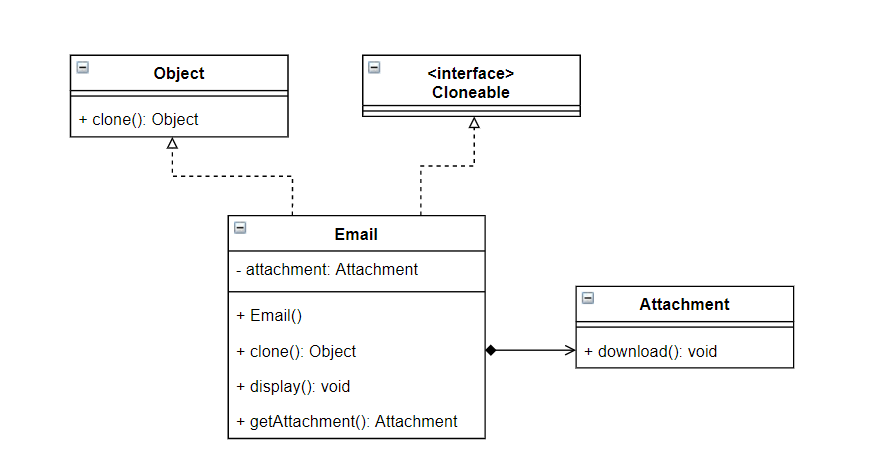 Object
+ clone(): Object
<interface>
Cloneable
Email
- attachment: Attachment
+ Email()
+ clone(): Object
+ display(): void
+ getAttachment(): Attachment
Attachment
+ download(): void